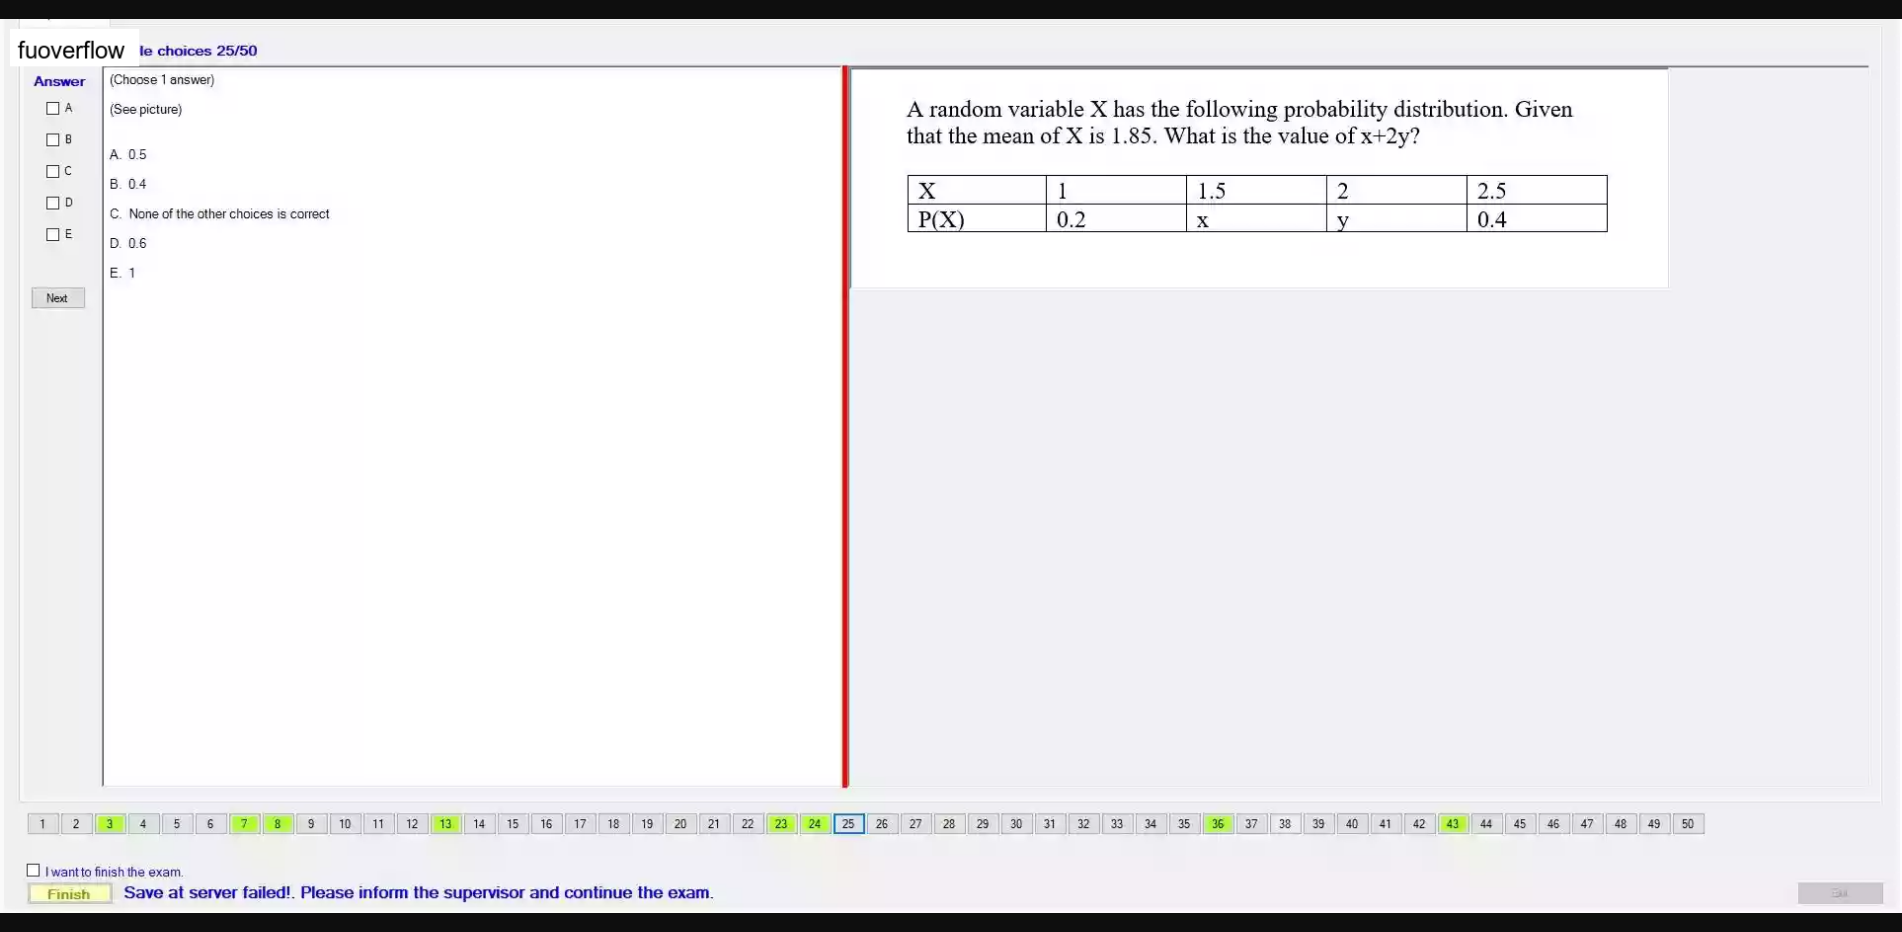 fuoverflow
le choices 25/50
Answer
A
B
C
D
E
Next
(Choose 1 answer)
(See picture)
A. 0.5
B. 0.4
C. None of the other choices is correct
D. 0.6
E. 1
A random variable X has the following probability distribution. Given
that the mean of X is 1.85. What is the value of x+2y?
X 1 1.5 2 2.5
P(X) 0.2 x y 0.4
1 2 3 4 5 6 7 8 9 10 11 12 13 14 15 16 17 18 19 20 21 22 23 24 25 26 27 28 29 30 31 32 33 34 35 36 37 38 39 40 41 42 43 44 45 46 47 48 49 50
I want to finish the exam.
Finish Save at server failed!. Please inform the supervisor and continue the exam.